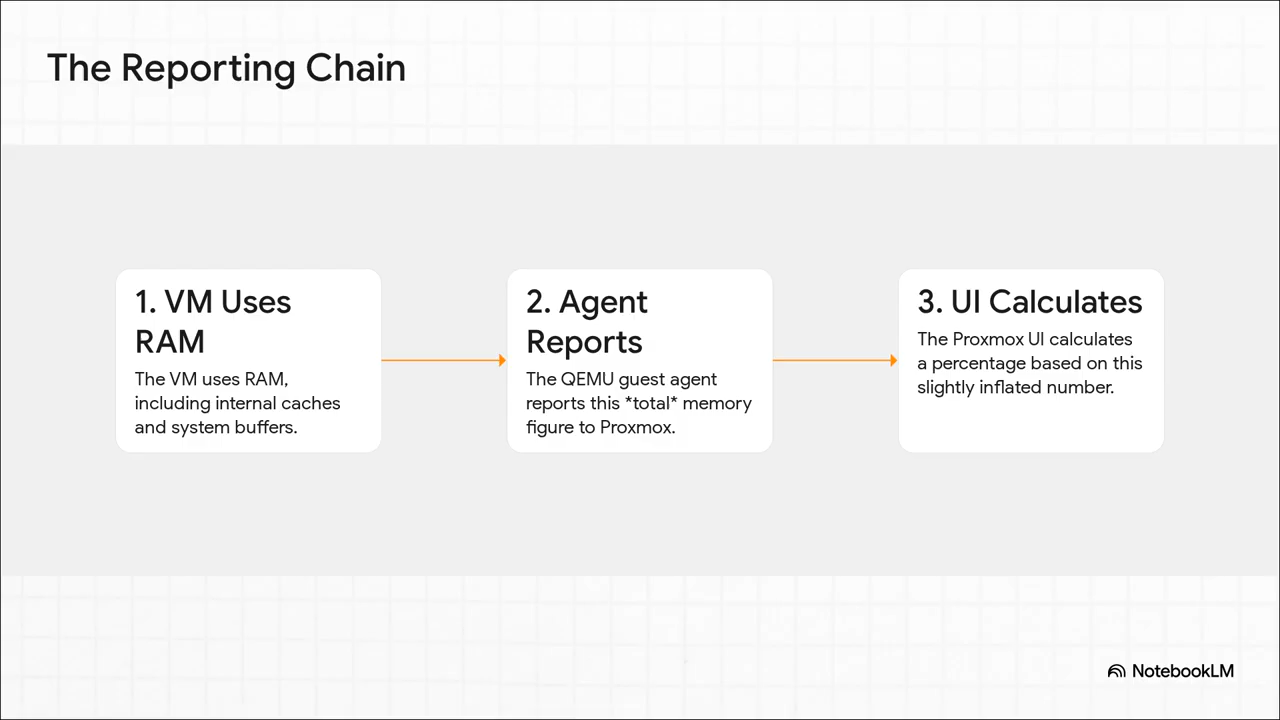 The Reporting Chain
1. VM Uses
RAM
The VM uses RAM,
including internal caches
and system buffers.
2. Agent
Reports
The QEMU guest agent
reports this *total* memory
figure to Proxmox.
3. UI Calculates
The Proxmox UI calculates
a percentage based on this
slightly inflated number.
NotebookLM